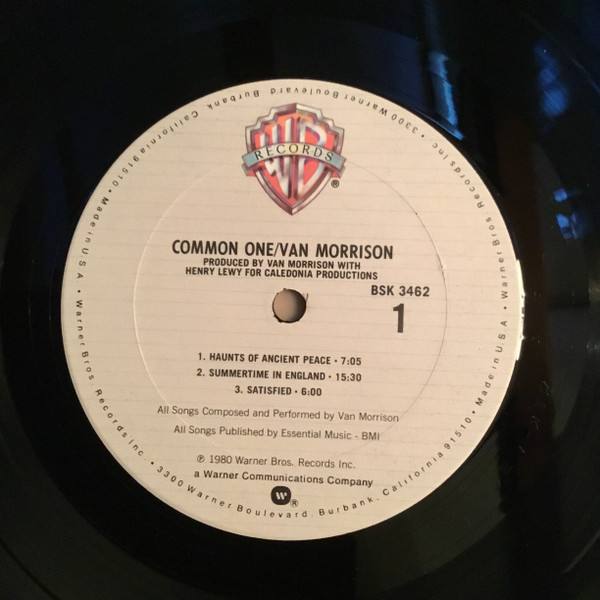 WB
RECORDS
®
COMMON ONE/VAN MORRISON
PRODUCED BY VAN MORRISON WITH
HENRY LEWY FOR CALEDONIA PRODUCTIONS
BSK 3462
1
1. HAUNTS OF ANCIENT PEACE • 7:05
2. SUMMERTIME IN ENGLAND • 15:30
3. SATISFIED • 6:00
All Songs Composed and Performed by Van Morrison
All Songs Published by Essential Music - BMI
℗ 1980 Warner Bros. Records Inc.
a Warner Communications Company
W®
Warner Bros. Records Inc. • 3300 Warner Boulevard, Burbank, California 91510 • Made in U.S.A. • Warner Bros. Records Inc. • 3300 Warner Boulevard, Burbank, California 91510 • Made in U.S.A. •